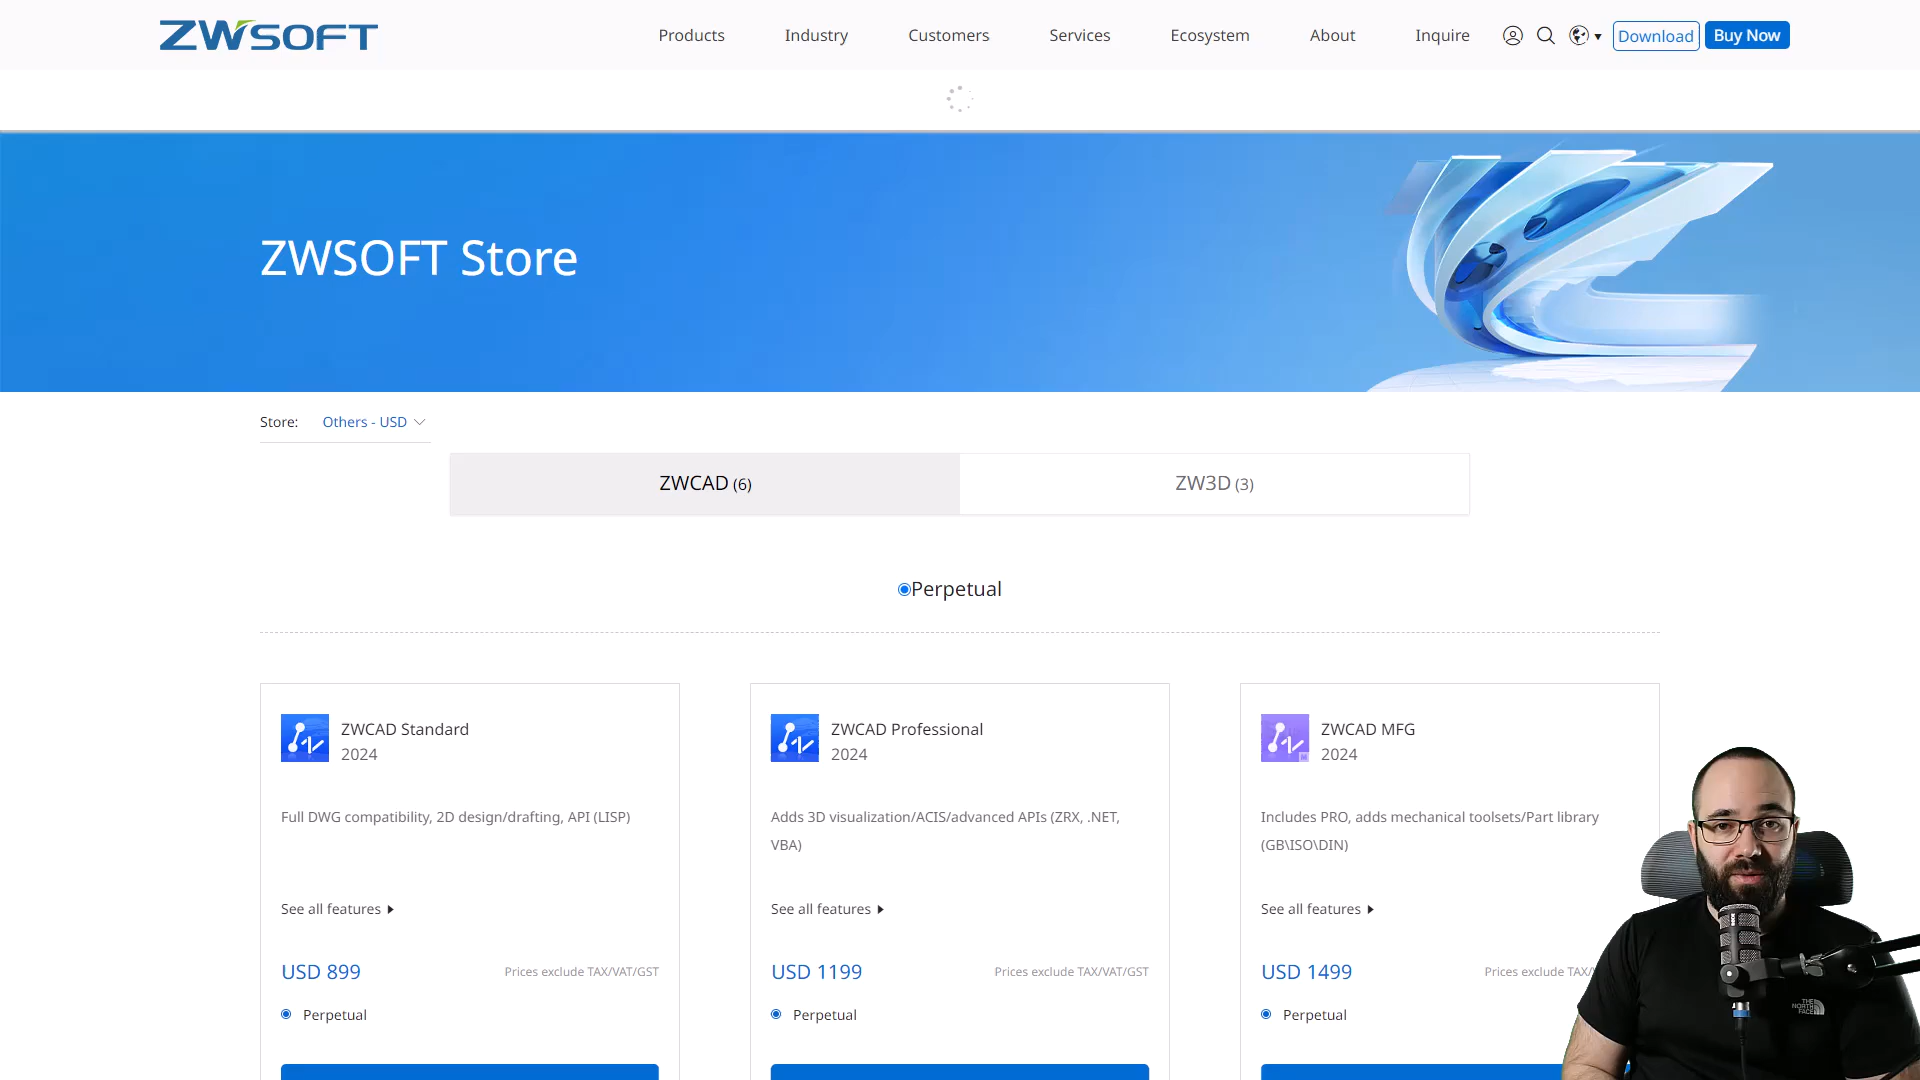 ZWSOFT
Products
Industry
Customers
Services
Ecosystem
About
Inquire
Download
Buy Now
ZWSOFT Store
Store:
Others - USD
ZWCAD (6)
ZW3D (3)
Perpetual
ZWCAD Standard
2024
Full DWG compatibility, 2D design/drafting, API (LISP)
See all features
USD 899
Prices exclude TAX/VAT/GST
Perpetual
ZWCAD Professional
2024
Adds 3D visualization/ACIS/advanced APIs (ZRX, .NET,
VBA)
See all features
USD 1199
Prices exclude TAX/VAT/GST
Perpetual
ZWCAD MFG
2024
Includes PRO, adds mechanical toolsets/Part library
(GB\ISO\DIN)
See all features
USD 1499
Prices exclude TAX/
Perpetual
THE
NORTH
FACE